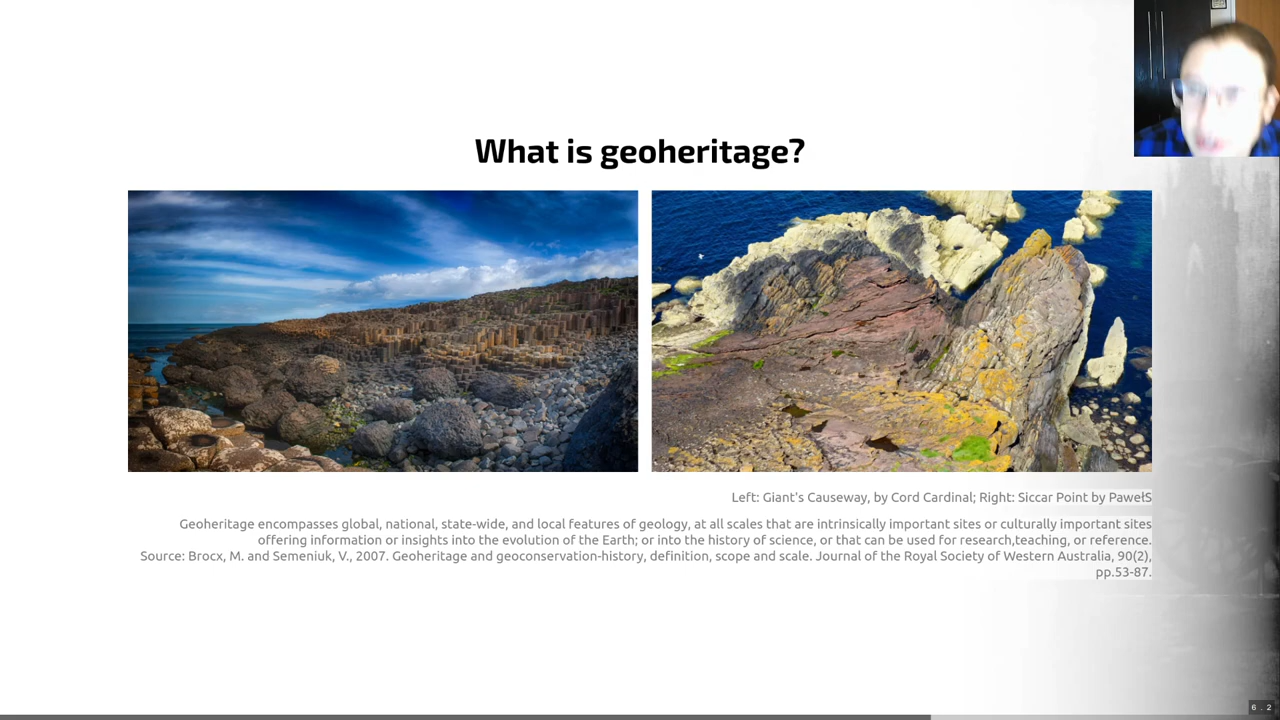 What is geoheritage?
Left: Giant's Causeway, by Cord Cardinal; Right: Siccar Point by PawełS
Geoheritage encompasses global, national, state-wide, and local features of geology, at all scales that are intrinsically important sites or culturally important sites
offering information or insights into the evolution of the Earth; or into the history of science, or that can be used for research,teaching, or reference.
Source: Brocx, M. and Semeniuk, V., 2007. Geoheritage and geoconservation-history, definition, scope and scale. Journal of the Royal Society of Western Australia, 90(2),
pp.53-87.
6 . 2